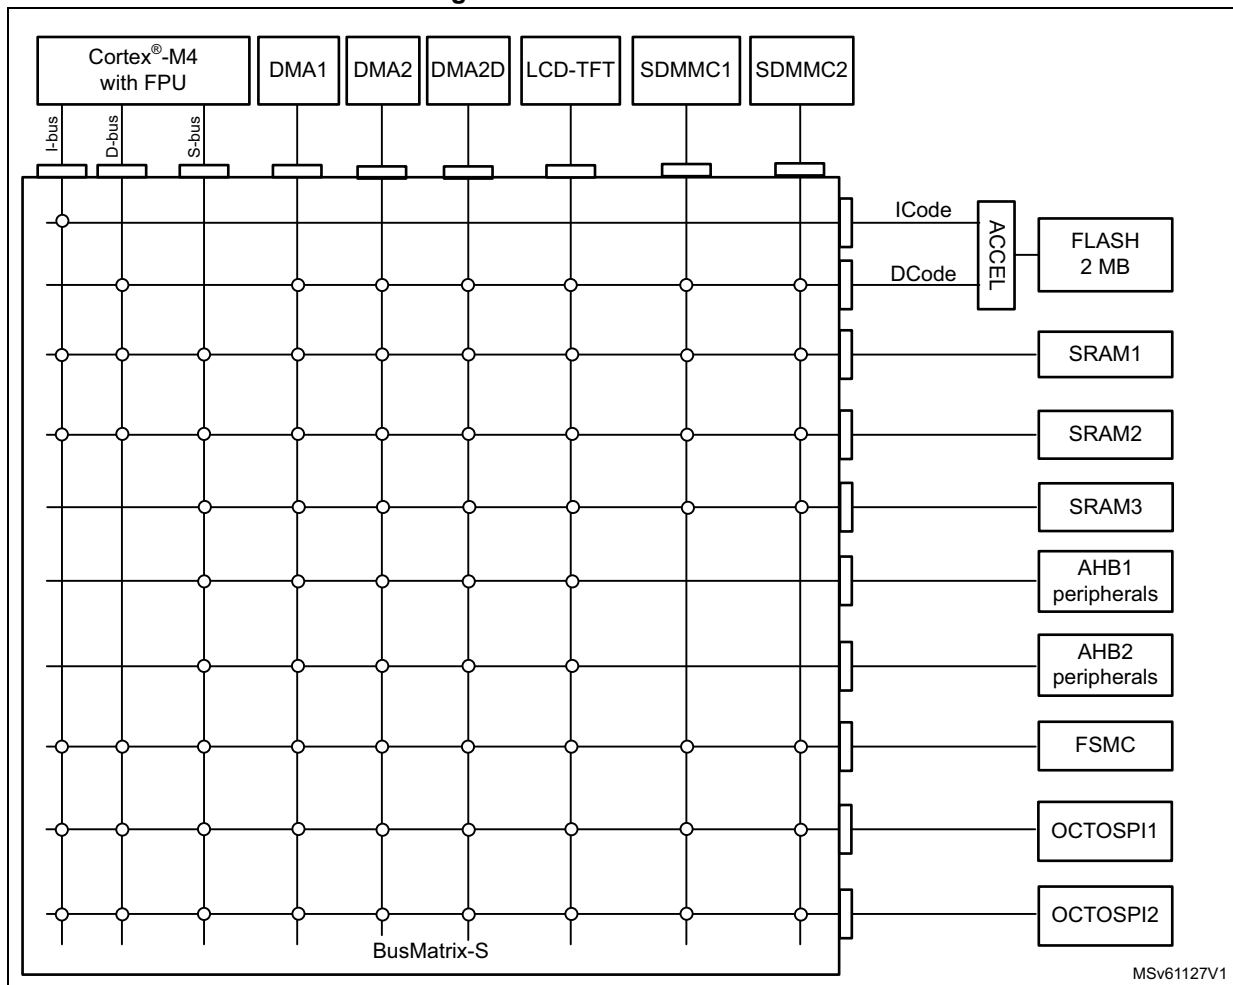 Cortex®-M4
with FPU
DMA1
DMA2
DMA2D
LCD-TFT
SDMMC1
SDMMC2
I-bus
D-bus
S-bus
ICode
DCode
ACCEL
FLASH
2 MB
SRAM1
SRAM2
SRAM3
AHB1
peripherals
AHB2
peripherals
FSMC
OCTOSPI1
OCTOSPI2
BusMatrix-S
MSv61127V1